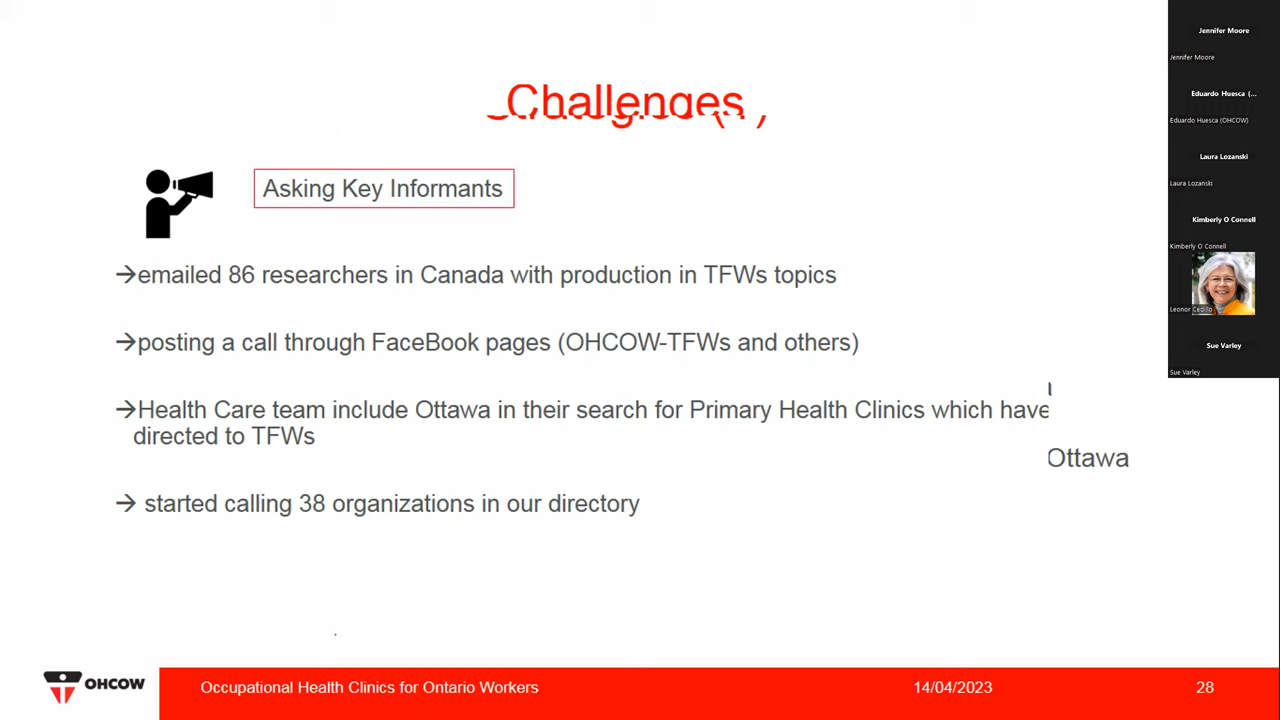 Challenges
Asking Key Informants
→emailed 86 researchers in Canada with production in TFWs topics
→posting a call through FaceBook pages (OHCOW-TFWs and others)
→Health Care team include Ottawa in their search for Primary Health Clinics which have
directed to TFWs
Ottawa
→ started calling 38 organizations in our directory
OHCOW
Occupational Health Clinics for Ontario Workers
14/04/2023
28
Jennifer Moore
Jennifer Moore
Eduardo Huesca (...
Eduardo Huesca (OHCOW)
Laura Lozanski
Laura Lozanski
Kimberly O Connell
Kimberly O Connell
Leonor Cedillo
Sue Varley
Sue Varley